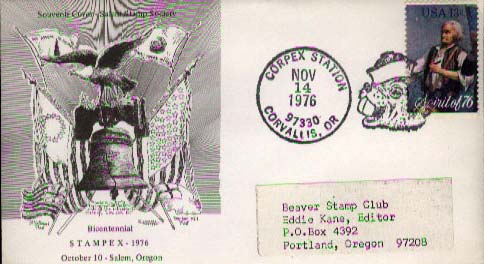 Souvenir Cover - Salem Stamp Society
Bicentennial
STAMPEX - 1976
October 10 - Salem, Oregon
CORPEX STATION
NOV
14
1976
97330
CORVALLIS, OR
USA 13c
Spirit of 76
Beaver Stamp Club
Eddie Kane, Editor
P.O.Box 4392
Portland, Oregon 97208